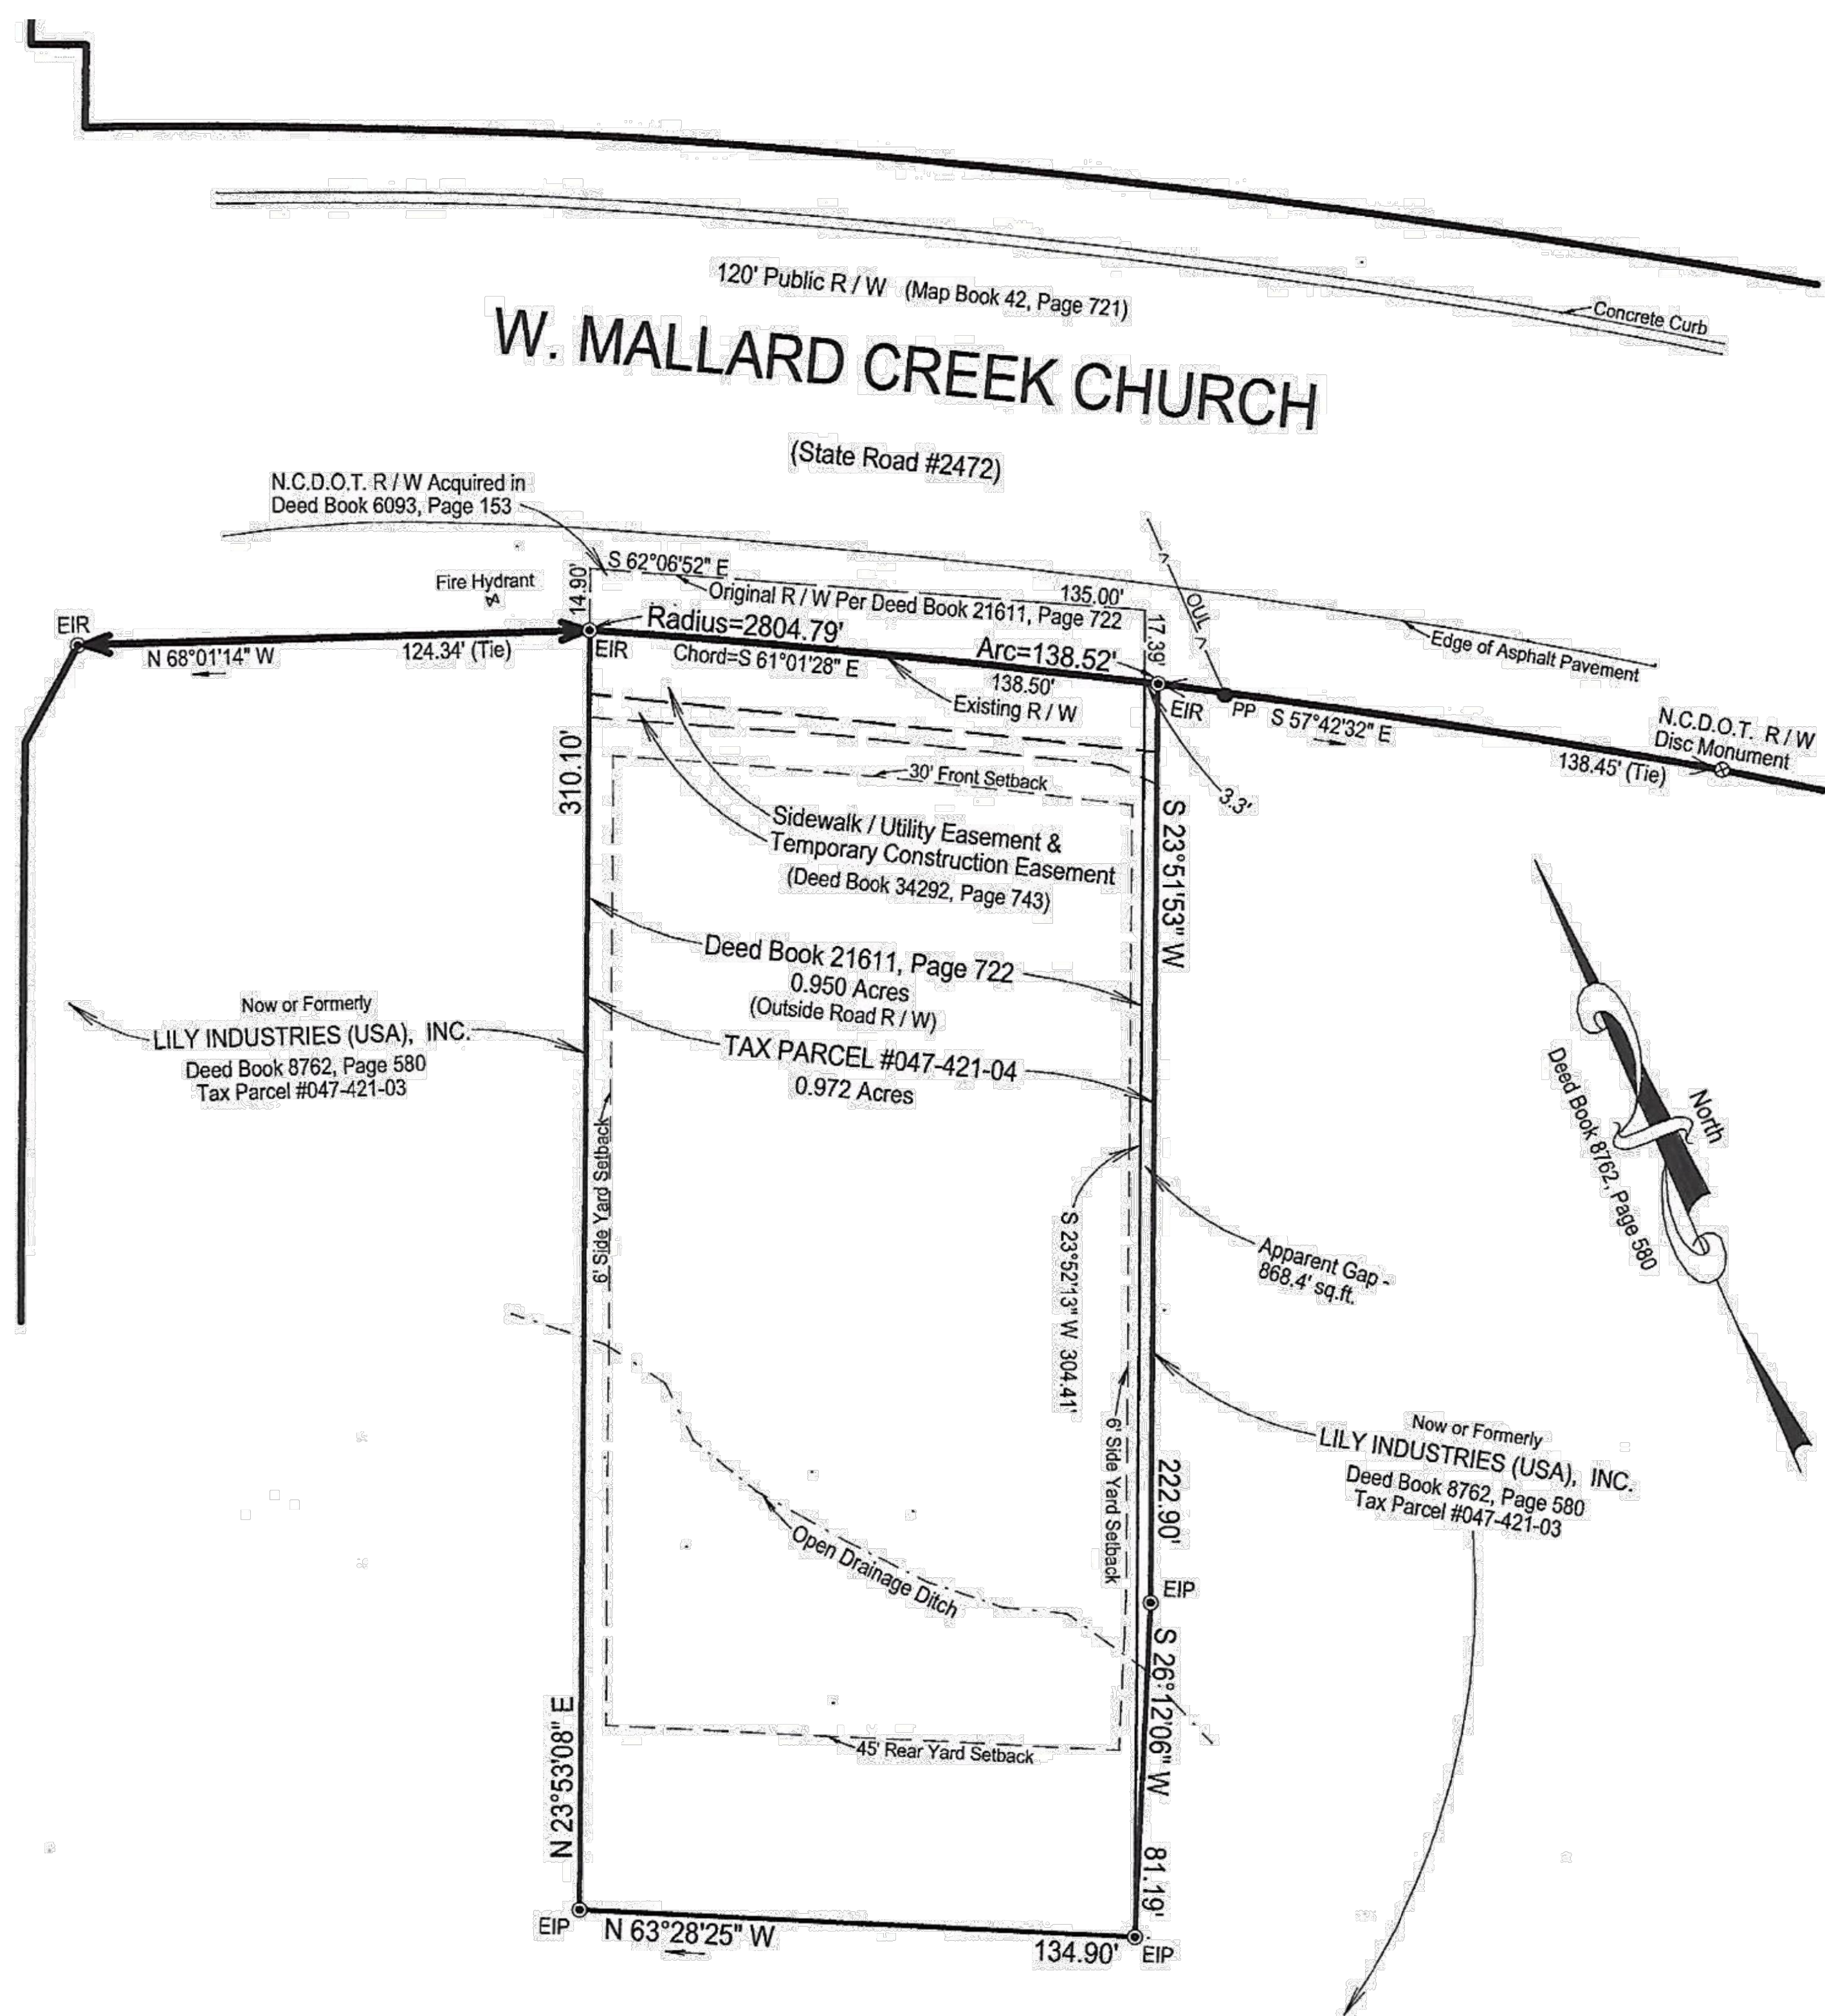 120' Public R / W (Map Book 42, Page 721)
Concrete Curb
W. MALLARD CREEK CHURCH
(State Road #2472)
N.C.D.O.T. R / W Acquired in
Deed Book 6093, Page 153
S 62°06'52" E
14.90'
Fire Hydrant
Original R / W Per Deed Book 21611, Page 722
135.00'
17.39'
OUL
Edge of Asphalt Pavement
EIR
N 68°01'14" W
124.34' (Tie)
EIR
Radius=2804.79'
Chord=S 61°01'28" E
Arc=138.52'
138.50'
Existing R / W
EIR
PP
S 57°42'32" E
N.C.D.O.T. R / W
Disc Monument
138.45' (Tie)
310.10'
30' Front Setback
3.3'
Sidewalk / Utility Easement &
Temporary Construction Easement
(Deed Book 34292, Page 743)
S 23°51'53" W
Deed Book 21611, Page 722
0.950 Acres
(Outside Road R / W)
TAX PARCEL #047-421-04
0.972 Acres
Now or Formerly
LILY INDUSTRIES (USA), INC.
Deed Book 8762, Page 580
Tax Parcel #047-421-03
North
Deed Book 8762, Page 580
6' Side Yard Setback
S 23°52'13" W 304.41'
Apparent Gap -
868.4' sq.ft.
6' Side Yard Setback
222.90'
Now or Formerly
LILY INDUSTRIES (USA), INC.
Deed Book 8762, Page 580
Tax Parcel #047-421-03
Open Drainage Ditch
EIP
S 26°12'06" W
45' Rear Yard Setback
N 23°53'08" E
81.19'
EIP
N 63°28'25" W
134.90'
EIP